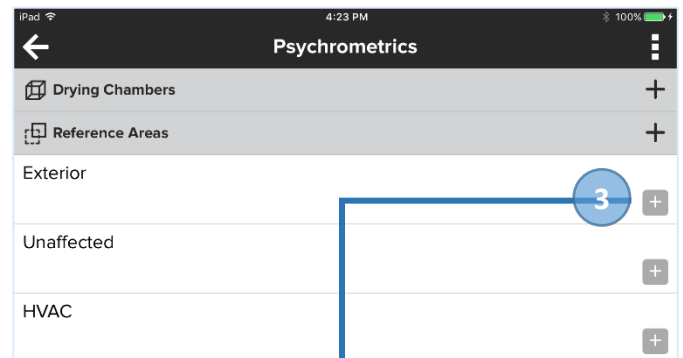 iPad 4:23 PM 100%
Psychrometrics
Drying Chambers
Reference Areas
Exterior
3
Unaffected
HVAC